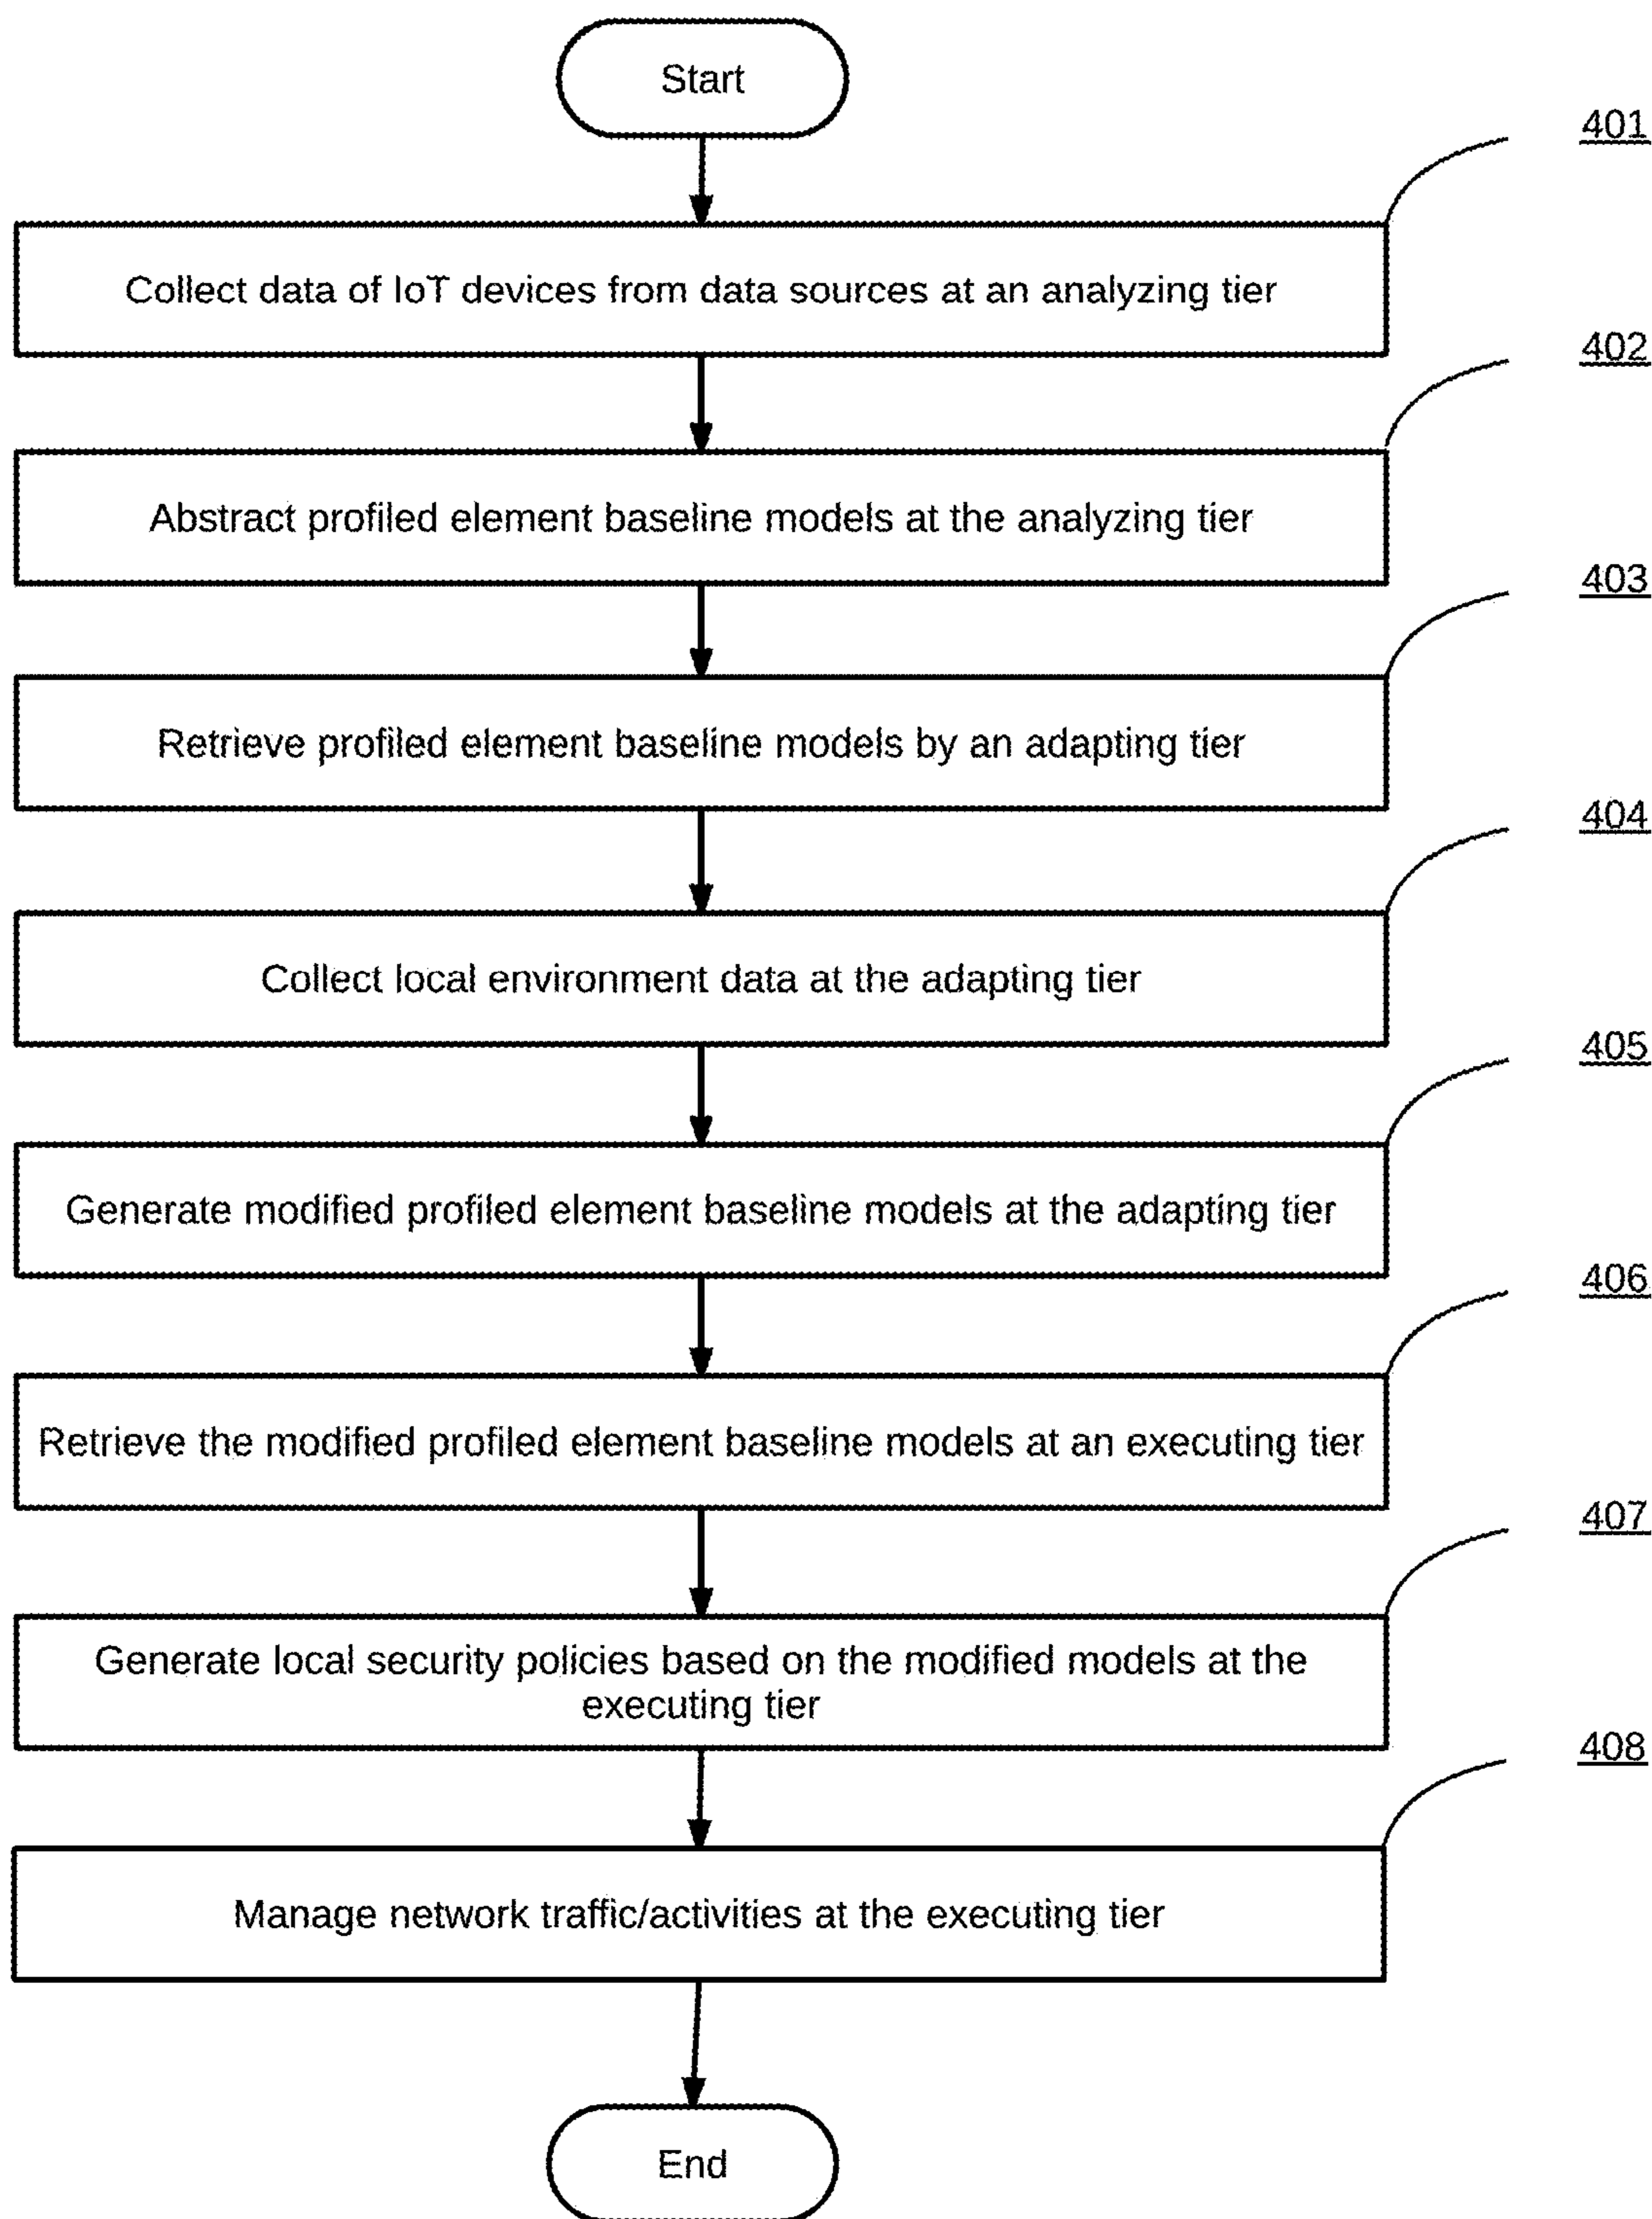 Start
401
Collect data of IoT devices from data sources at an analyzing tier
402
Abstract profiled element baseline models at the analyzing tier
403
Retrieve profiled element baseline models by an adapting tier
404
Collect local environment data at the adapting tier
405
Generate modified profiled element baseline models at the adapting tier
406
Retrieve the modified profiled element baseline models at an executing tier
407
Generate local security policies based on the modified models at the
executing tier
408
Manage network traffic/activities at the executing tier
End